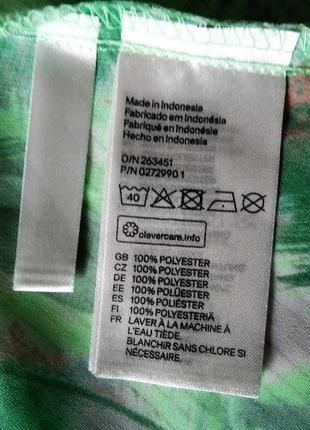 Made in Indonesia
Fabricado em Indonésia
Fabriqué en Indonésie
Hecho en Indonesia
O/N 263451
P/N 0272990 1
40
clevercare.info
GB 100% POLYESTER
CZ 100% POLYESTER
DE 100% POLYESTER
EE 100% POLÜESTER
ES 100% POLIÉSTER
FI 100% POLYESTER
FR LAVER À LA MACHINE À
L'EAU TIÈDE.
BLANCHIR SANS CHLORE SI
NÉCESSAIRE.